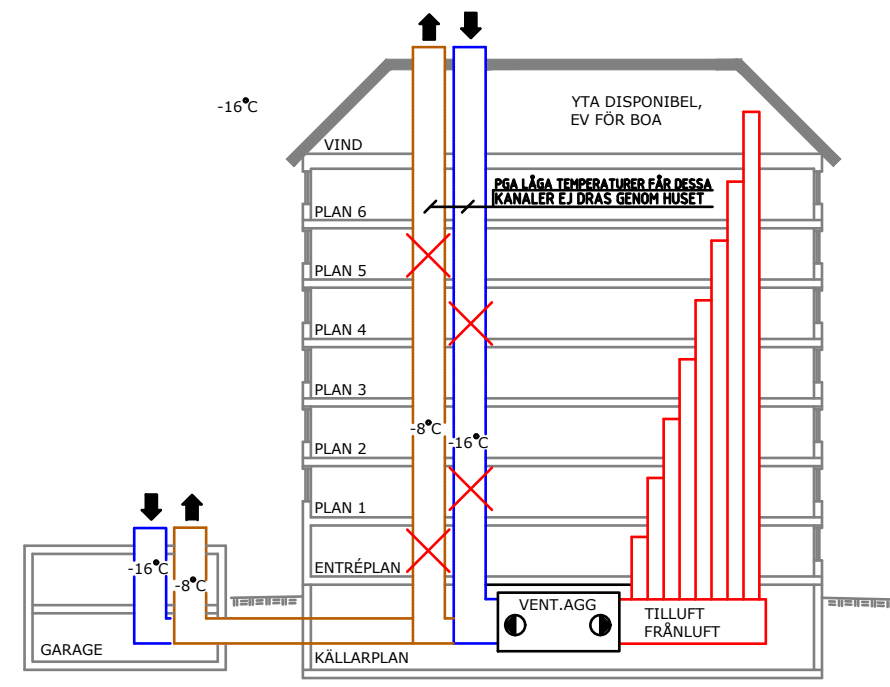 -16°C
YTA DISPONIBEL,
EV FÖR BOA
VIND
PGA LÅGA TEMPERATURER FÅR DESSA
KANALER EJ DRAS GENOM HUSET
PLAN 6
PLAN 5
PLAN 4
PLAN 3
-8°C
-16°C
PLAN 2
PLAN 1
-16°C
-8°C
ENTRÉPLAN
VENT.AGG
TILLUFT
FRÅNLUFT
GARAGE
KÄLLARPLAN